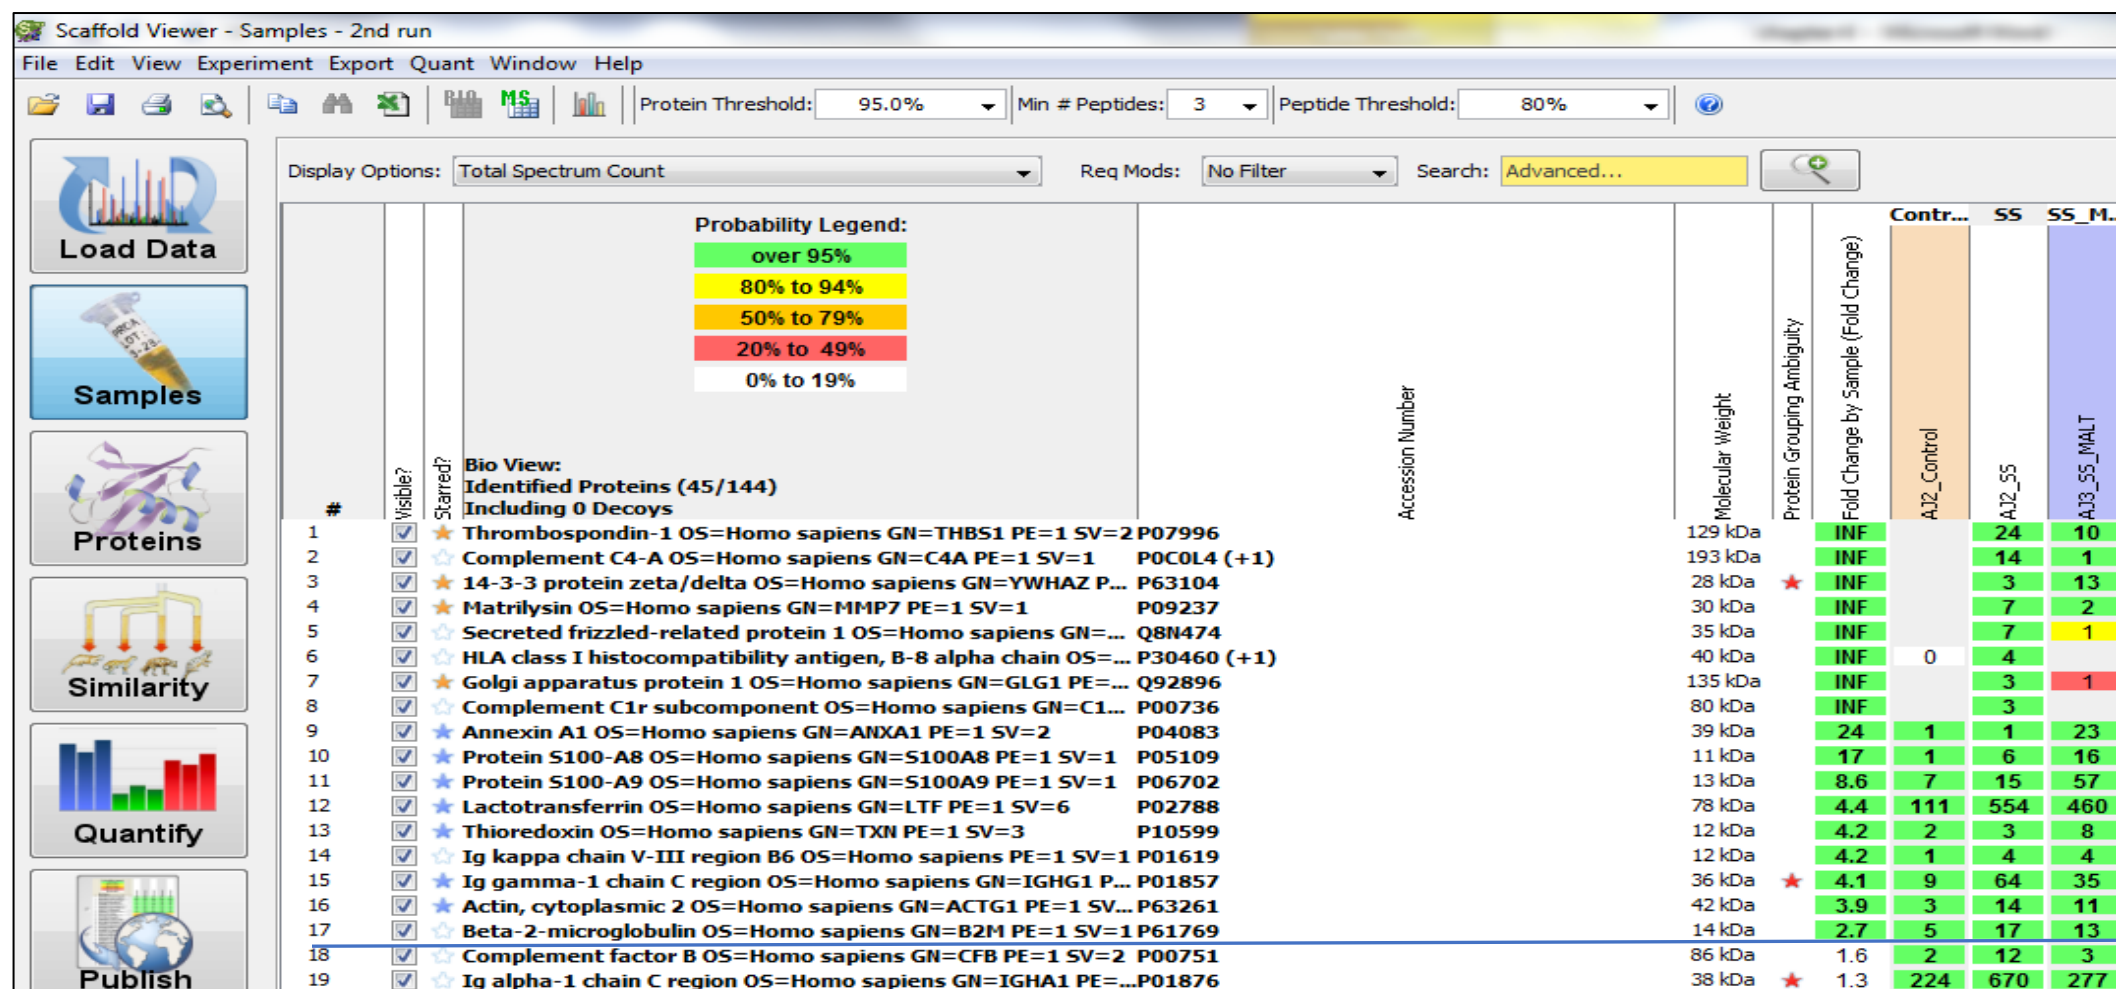 Scaffold Viewer - Samples - 2nd run
File Edit View Experiment Export Quant Window Help
Protein Threshold: 95.0% Min # Peptides: 3 Peptide Threshold: 80%
Display Options: Total Spectrum Count Req Mods: No Filter Search: Advanced...
Load Data
Samples
Proteins
Similarity
Quantify
Publish
Probability Legend:
over 95%
80% to 94%
50% to 79%
20% to 49%
0% to 19%
Bio View:
Identified Proteins (45/144)
Including 0 Decoys
Contr... SS SS_M..
# Visible? Starred? Accession Number Molecular Weight Protein Grouping Ambiguity Fold Change by Sample (Fold Change) AJ2_Control AJ2_SS AJ3_SS_MALT
1 Thrombospondin-1 OS=Homo sapiens GN=THBS1 PE=1 SV=2 P07996 129 kDa INF 24 10
2 Complement C4-A OS=Homo sapiens GN=C4A PE=1 SV=1 P0C0L4 (+1) 193 kDa INF 14 1
3 14-3-3 protein zeta/delta OS=Homo sapiens GN=YWHAZ P... P63104 28 kDa INF 3 13
4 Matrilysin OS=Homo sapiens GN=MMP7 PE=1 SV=1 P09237 30 kDa INF 7 2
5 Secreted frizzled-related protein 1 OS=Homo sapiens GN=... Q8N474 35 kDa INF 7 1
6 HLA class I histocompatibility antigen, B-8 alpha chain OS=... P30460 (+1) 40 kDa INF 0 4
7 Golgi apparatus protein 1 OS=Homo sapiens GN=GLG1 PE=... Q92896 135 kDa INF 3 1
8 Complement C1r subcomponent OS=Homo sapiens GN=C1... P00736 80 kDa INF 3
9 Annexin A1 OS=Homo sapiens GN=ANXA1 PE=1 SV=2 P04083 39 kDa 24 1 1 23
10 Protein S100-A8 OS=Homo sapiens GN=S100A8 PE=1 SV=1 P05109 11 kDa 17 1 6 16
11 Protein S100-A9 OS=Homo sapiens GN=S100A9 PE=1 SV=1 P06702 13 kDa 8.6 7 15 57
12 Lactotransferrin OS=Homo sapiens GN=LTF PE=1 SV=6 P02788 78 kDa 4.4 111 554 460
13 Thioredoxin OS=Homo sapiens GN=TXN PE=1 SV=3 P10599 12 kDa 4.2 2 3 8
14 Ig kappa chain V-III region B6 OS=Homo sapiens PE=1 SV=1 P01619 12 kDa 4.2 1 4 4
15 Ig gamma-1 chain C region OS=Homo sapiens GN=IGHG1 P... P01857 36 kDa 4.1 9 64 35
16 Actin, cytoplasmic 2 OS=Homo sapiens GN=ACTG1 PE=1 SV... P63261 42 kDa 3.9 3 14 11
17 Beta-2-microglobulin OS=Homo sapiens GN=B2M PE=1 SV=1 P61769 14 kDa 2.7 5 17 13
18 Complement factor B OS=Homo sapiens GN=CFB PE=1 SV=2 P00751 86 kDa 1.6 2 12 3
19 Ig alpha-1 chain C region OS=Homo sapiens GN=IGHA1 PE=... P01876 38 kDa 1.3 224 670 277